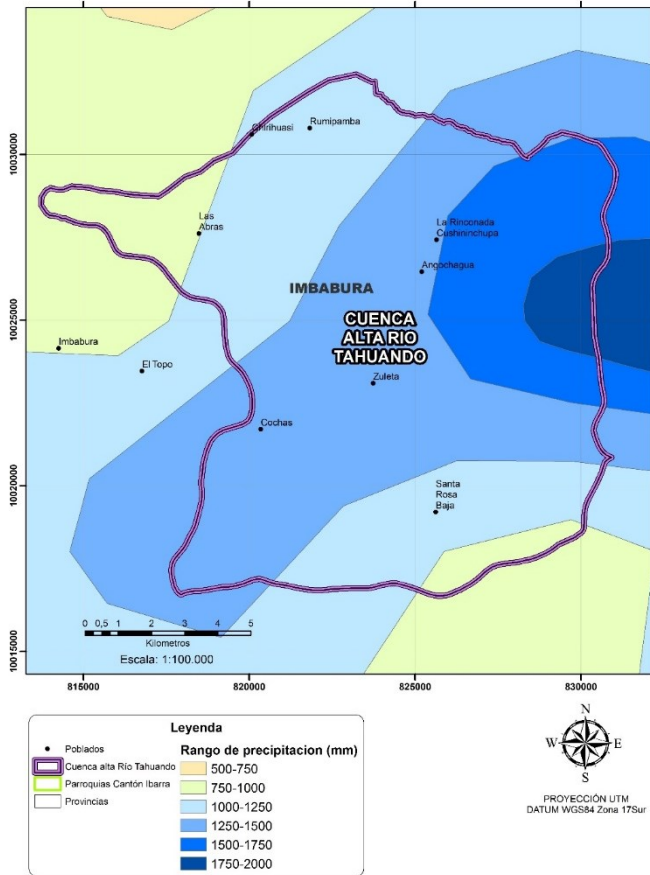 815000
820000
825000
830000
10030000
10025000
10020000
10015000
Chirihuasi
Rumipamba
Las
Abras
La Rinconada
Cushininchupa
Angochagua
IMBABURA
CUENCA
ALTA RIO
TAHUANDO
Imbabura
El Topo
Zuleta
Cochas
Santa
Rosa
Baja
0 0,5 1 2 3 4 5
Kilometros
Escala: 1:100.000
Leyenda
Poblados
Cuenca alta Río Tahuando
Parroquias Cantón Ibarra
Provincias
Rango de precipitacion (mm)
500-750
750-1000
1000-1250
1250-1500
1500-1750
1750-2000
N
W E
S
PROYECCIÓN UTM
DATUM WGS84 Zona 17Sur